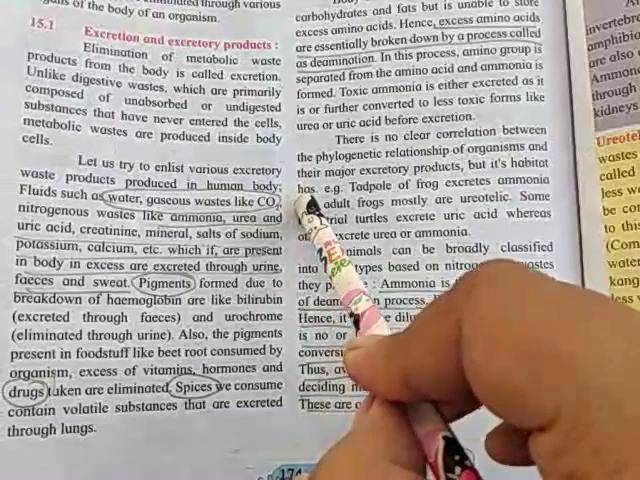 of the body of an organism.
15.1 Excretion and excretory products :
Elimination of metabolic waste
products from the body is called excretion.
Unlike digestive wastes, which are primarily
composed of unabsorbed or undigested
substances that have never entered the cells,
metabolic wastes are produced inside body
cells.
Let us try to enlist various excretory
waste products produced in human body;
Fluids such as water, gaseous wastes like CO2,
nitrogenous wastes like ammonia, urea and
uric acid, creatinine, mineral, salts of sodium,
potassium, calcium, etc. which if, are present
in body in excess are excreted through urine,
faeces and sweat. Pigments formed due to
breakdown of haemoglobin are like bilirubin
(excreted through faeces) and urochrome
(eliminated through urine). Also, the pigments
present in foodstuff like beet root consumed by
organism, excess of vitamins, hormones and
drugs taken are eliminated. Spices we consume
contain volatile substances that are excreted
through lungs.
carbohydrates and fats but is unable to store
excess amino acids. Hence, excess amino acids
are essentially broken down by a process called
as deamination. In this process, amino group is
separated from the amino acid and ammonia is
formed. Toxic ammonia is either excreted as it
is or further converted to less toxic forms like
urea or uric acid before excretion.
There is no clear correlation between
the phylogenetic relationship of organisms and
their major excretory products, but it's habitat
has. e.g. Tadpole of frog excretes ammonia
adult frogs mostly are ureotelic. Some
turtles excrete uric acid whereas
excrete urea or ammonia.
can be broadly classified
into types based on
they : Ammonia is
of process.
Hence, it
is no
Thus,
deciding
These are
174
also
through
kidneys
Ureotel
wastes
called
less
be
to this
(Com
water
kang
less